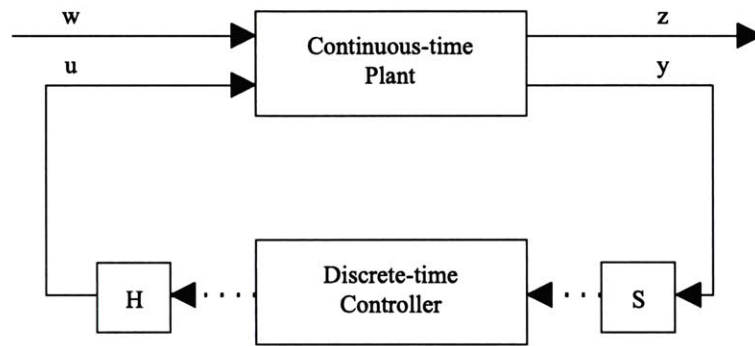 w
Continuous-time
Plant
z
u
y
H
Discrete-time
Controller
S